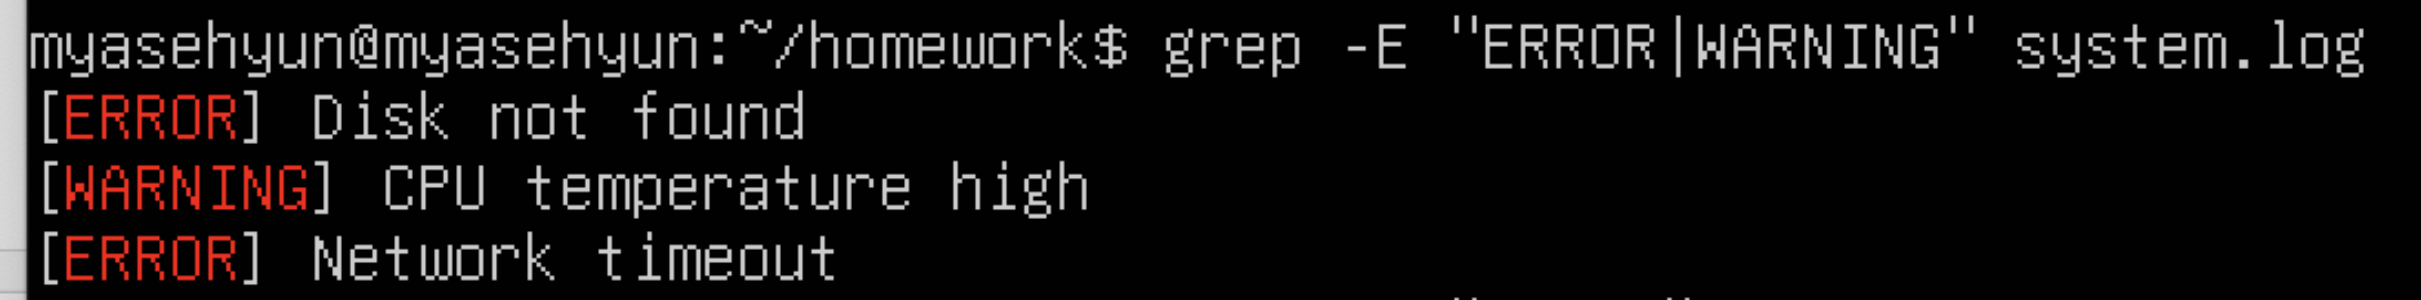 myasehyun@myasehyun:~/homework$ grep -E "ERROR|WARNING" system.log
[ERROR] Disk not found
[WARNING] CPU temperature high
[ERROR] Network timeout